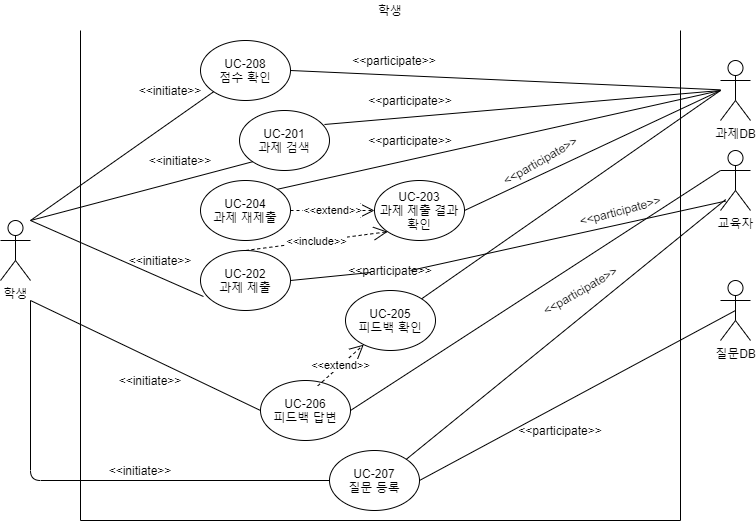 학생
UC-208
점수 확인
<<participate>>
<<initiate>>
<<participate>>
UC-201
과제 검색
<<participate>>
과제DB
<<initiate>>
<<participate>>
UC-204
과제 재제출
<<extend>>
UC-203
과제 제출 결과
확인
<<participate>>
교육자
<<include>>
<<initiate>>
UC-202
과제 제출
<<participate>>
학생
<<participate>>
UC-205
피드백 확인
질문DB
<<extend>>
<<initiate>>
UC-206
피드백 답변
<<participate>>
<<initiate>>
UC-207
질문 등록